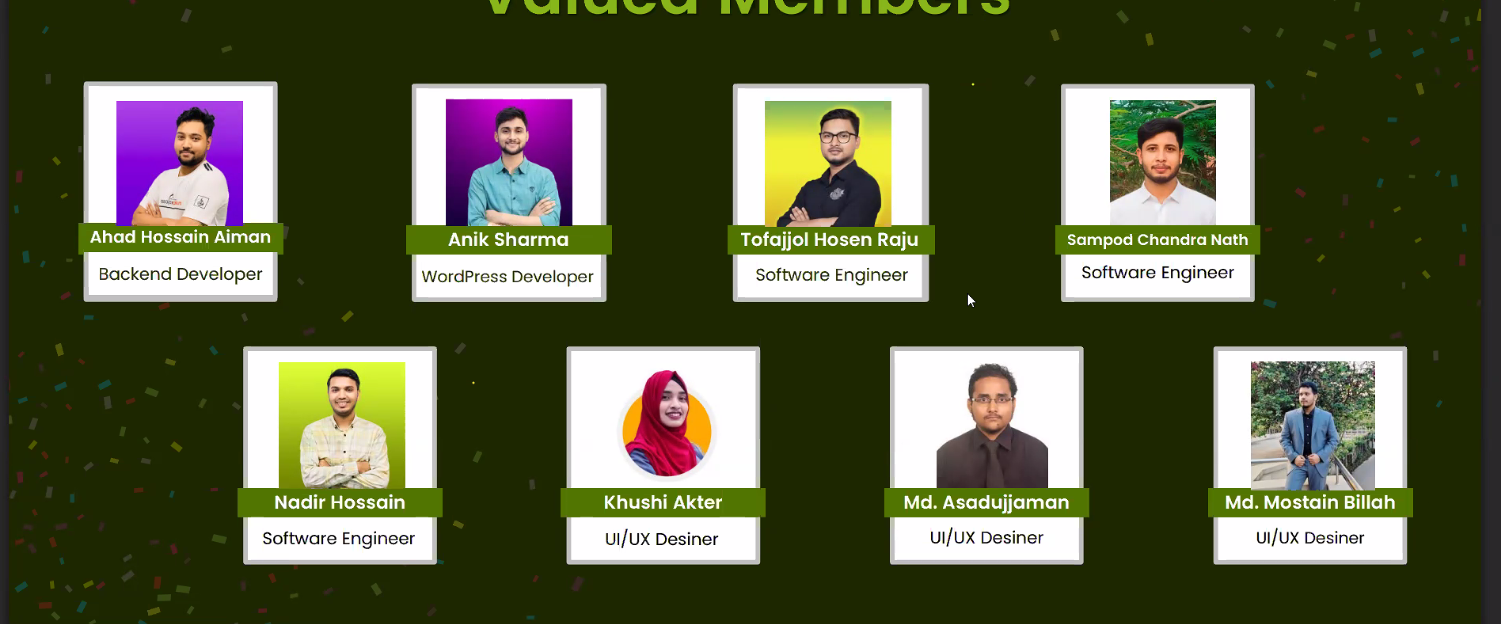 Valued Members
Ahad Hossain Aiman
Anik Sharma
Tofajjol Hosen Raju
Sampod Chandra Nath
Backend Developer
WordPress Developer
Software Engineer
Software Engineer
Nadir Hossain
Khushi Akter
Md. Asadujjaman
Md. Mostain Billah
Software Engineer
UI/UX Desiner
UI/UX Desiner
UI/UX Desiner